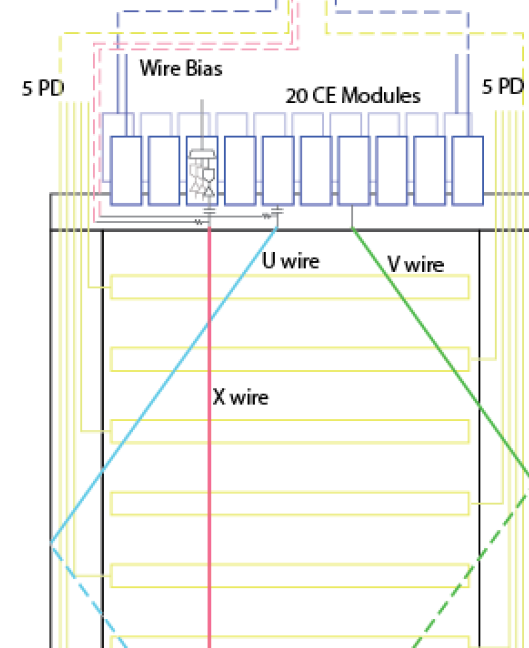 Wire Bias
5 PD
20 CE Modules
5 PD
U wire
V wire
X wire